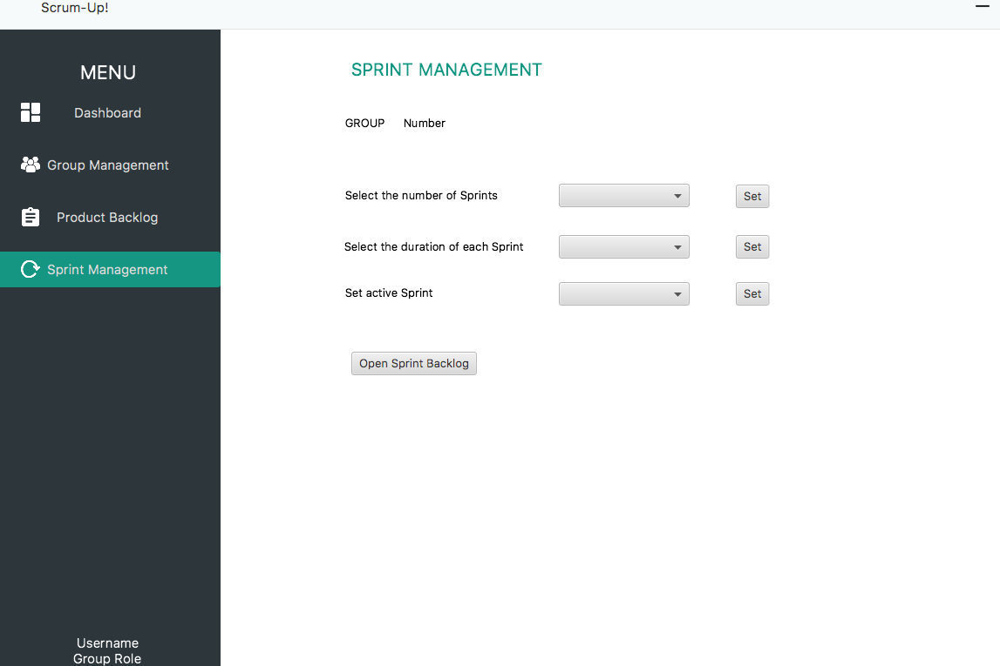 Scrum-Up!
MENU
Dashboard
Group Management
Product Backlog
Sprint Management
Username
Group Role
SPRINT MANAGEMENT
GROUP Number
Select the number of Sprints Set
Select the duration of each Sprint Set
Set active Sprint Set
Open Sprint Backlog